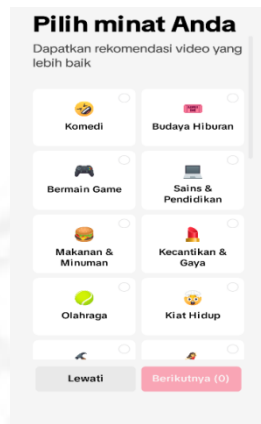 Pilih minat Anda
Dapatkan rekomendasi video yang
lebih baik
Komedi
Budaya Hiburan
Bermain Game
Sains &
Pendidikan
Makanan &
Minuman
Kecantikan &
Gaya
Olahraga
Kiat Hidup
Lewati
Berikutnya (0)